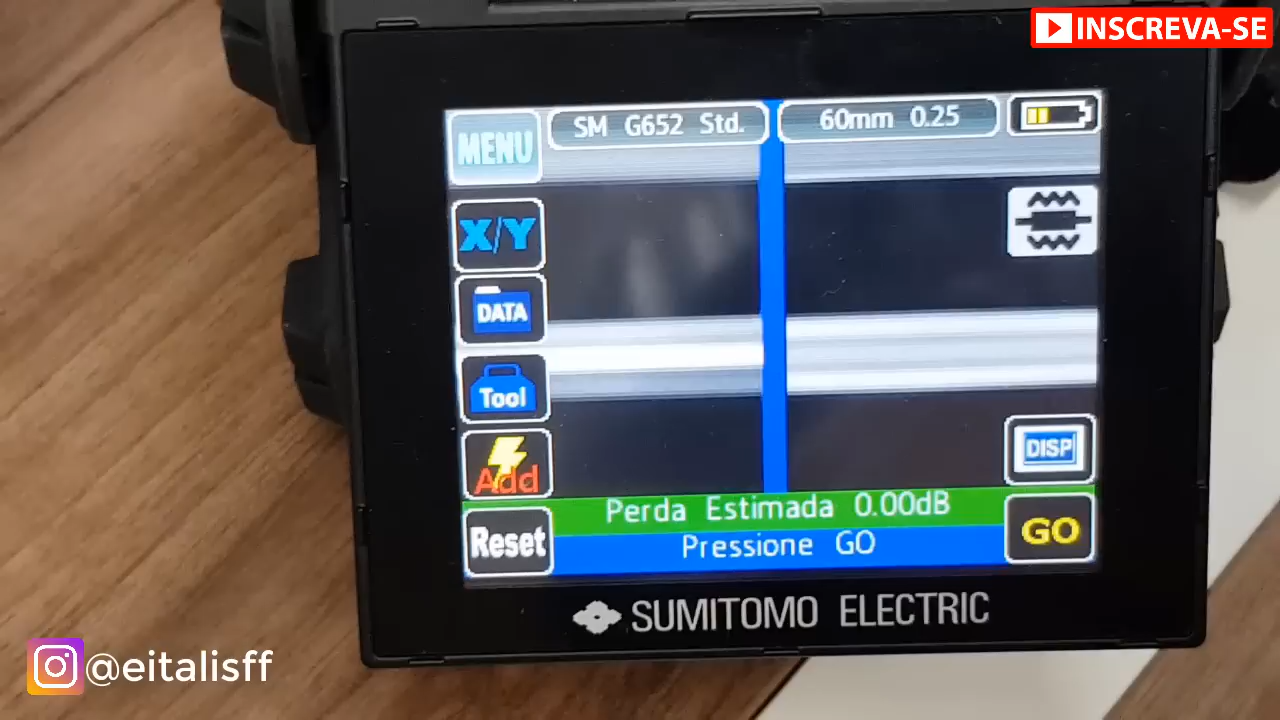 INSCREVA-SE
MENU
SM G652 Std.
60mm 0.25
X/Y
DATA
Tool
Add
DISP
Perda Estimada 0.00dB
Reset
Pressione GO
GO
SUMITOMO ELECTRIC
@eitalisff